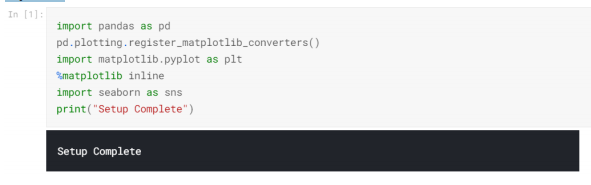 In [1]:
import pandas as pd
pd.plotting.register_matplotlib_converters()
import matplotlib.pyplot as plt
%matplotlib inline
import seaborn as sns
print("Setup Complete")
Setup Complete